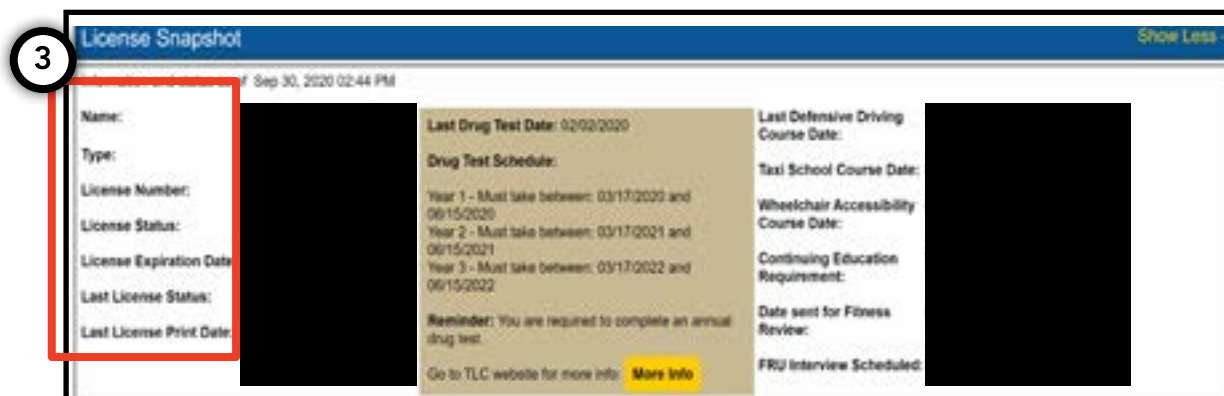 3
License Snapshot
Show Less -
Information and status as of Sep 30, 2020 02:44 PM
Name:
Type:
License Number:
License Status:
License Expiration Date
Last License Status:
Last License Print Date:
Last Drug Test Date: 02/02/2020
Drug Test Schedule:
Year 1 - Must take between: 03/17/2020 and
06/15/2020
Year 2 - Must take between: 03/17/2021 and
06/15/2021
Year 3 - Must take between: 03/17/2022 and
06/15/2022
Reminder: You are required to complete an annual
drug test.
Go to TLC website for more info: More Info
Last Defensive Driving
Course Date:
Taxi School Course Date:
Wheelchair Accessibility
Course Date:
Continuing Education
Requirement:
Date sent for Fitness
Review:
FRU Interview Scheduled: